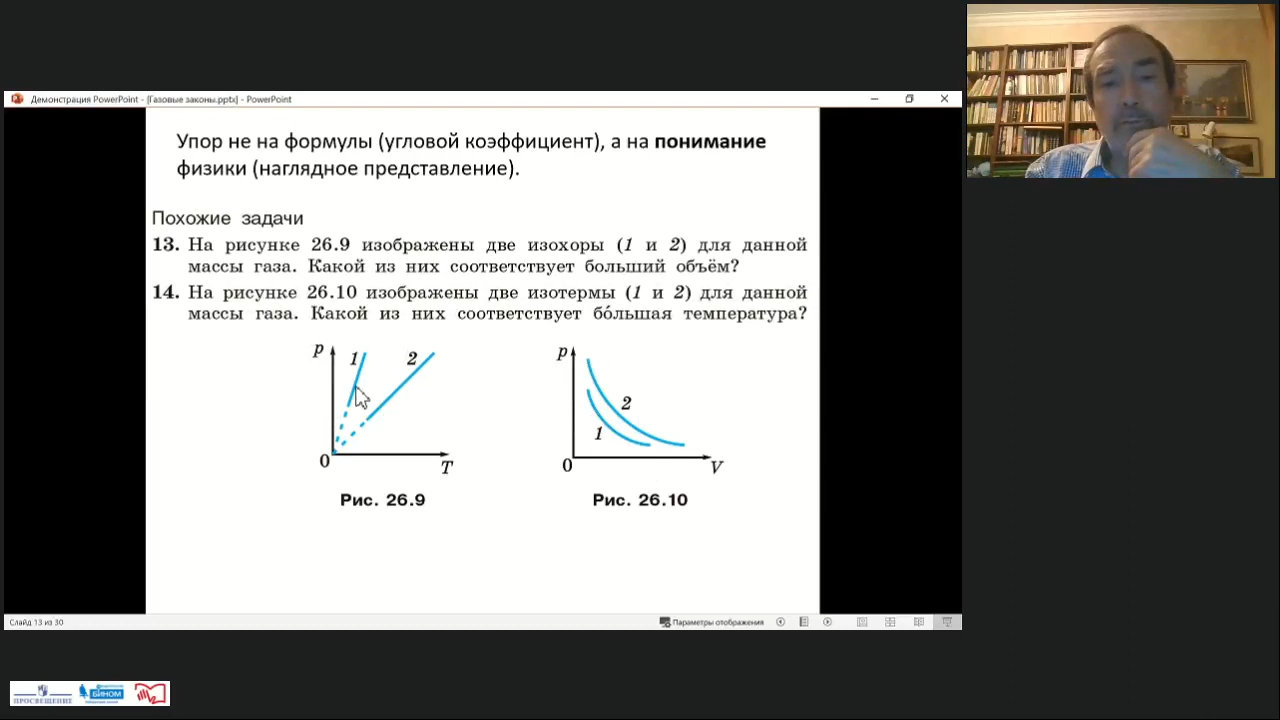 Демонстрация PowerPoint - [Газовые законы.pptx] - PowerPoint
Упор не на формулы (угловой коэффициент), а на понимание
физики (наглядное представление).
Похожие задачи
13. На рисунке 26.9 изображены две изохоры (1 и 2) для данной
массы газа. Какой из них соответствует больший объём?
14. На рисунке 26.10 изображены две изотермы (1 и 2) для данной
массы газа. Какой из них соответствует бо́льшая температура?
p
1
2
0
T
Рис. 26.9
p
2
1
0
V
Рис. 26.10
Слайд 13 из 30
Параметры отображения
ПРОСВЕЩЕНИЕ
БИНОМ